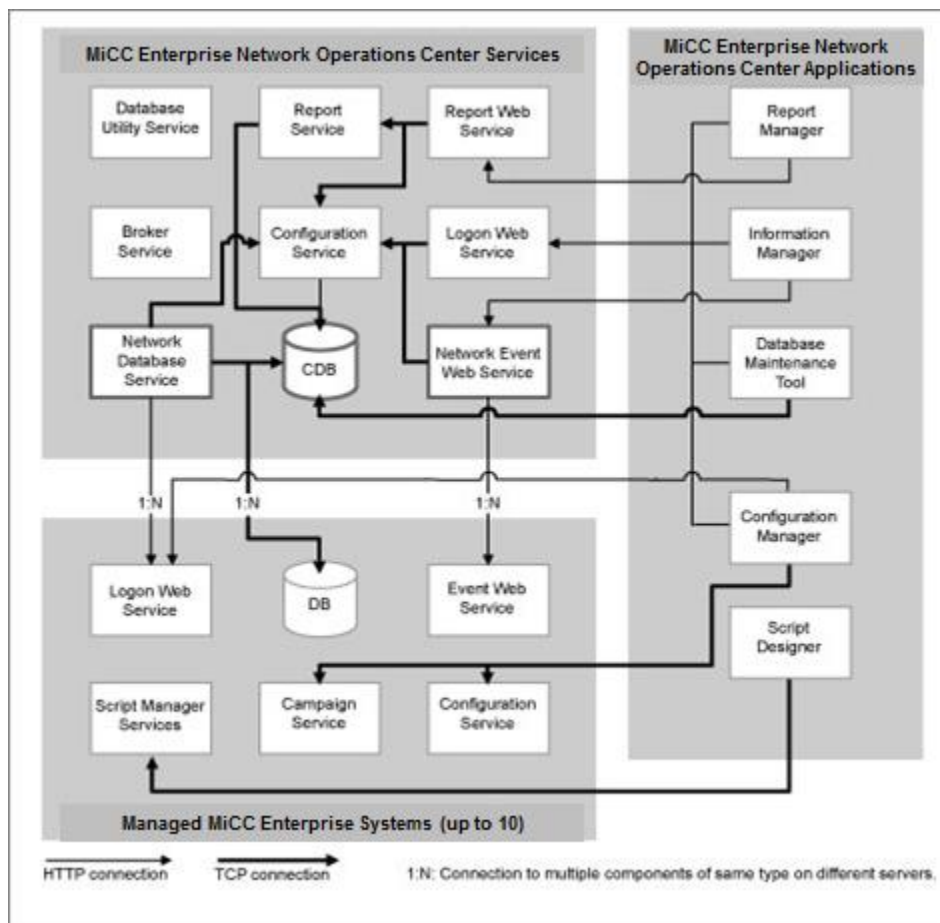 MiCC Enterprise Network Operations Center Services
MiCC Enterprise Network
Operations Center Applications
Database
Utility Service
Report
Service
Report Web
Service
Report
Manager
Broker
Service
Configuration
Service
Logon Web
Service
Information
Manager
Network
Database
Service
CDB
Network Event
Web Service
Database
Maintenance
Tool
1:N
1:N
1:N
Configuration
Manager
Logon Web
Service
DB
Event Web
Service
Script
Designer
Script Manager
Services
Campaign
Service
Configuration
Service
Managed MiCC Enterprise Systems (up to 10)
HTTP connection
TCP connection
1:N: Connection to multiple components of same type on different servers.